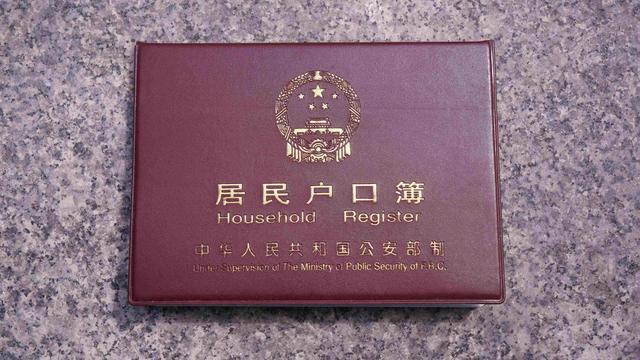 居民户口簿
Household Register
中华人民共和国公安部制
Under Supervision of The Ministry of Public Security of P.R.C.